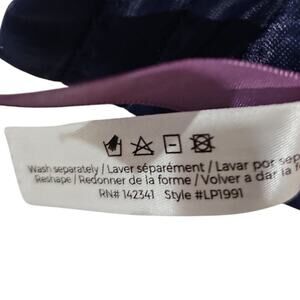 Wash separately / Laver séparément / Lavar por sep
Reshape / Redonner de la forme / Volver a dar la f
RN# 142341 Style #LP1991